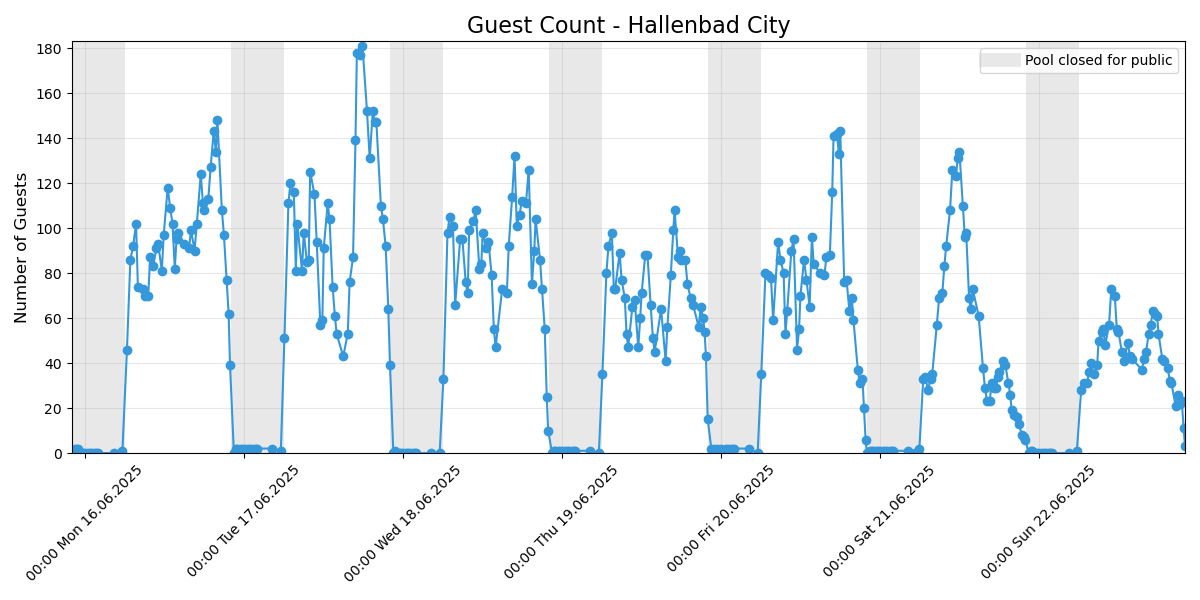 Guest Count - Hallenbad City
Pool closed for public
Number of Guests
180
160
140
120
100
80
60
40
20
0
00:00 Mon 16.06.2025
00:00 Tue 17.06.2025
00:00 Wed 18.06.2025
00:00 Thu 19.06.2025
00:00 Fri 20.06.2025
00:00 Sat 21.06.2025
00:00 Sun 22.06.2025